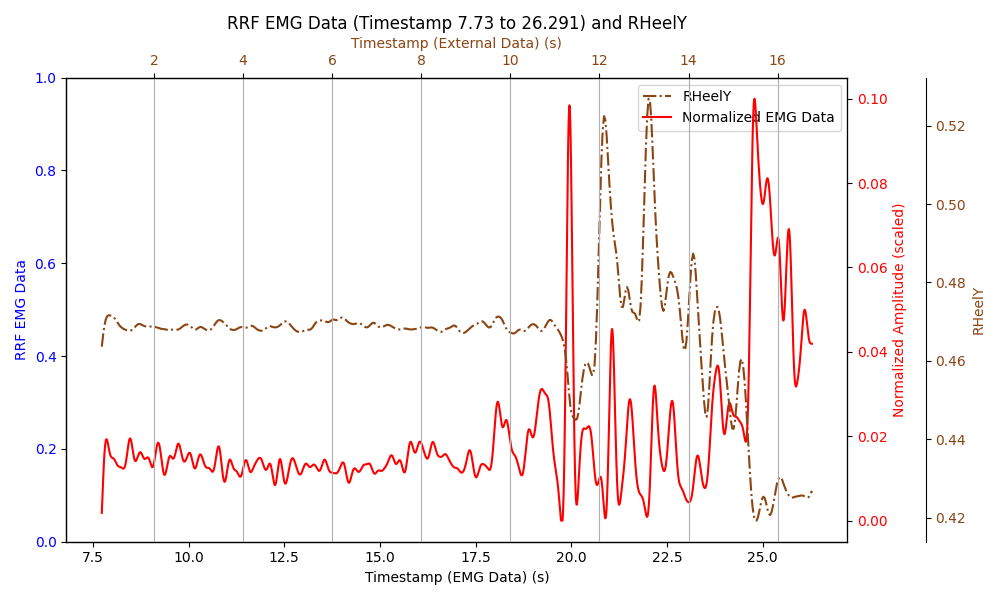 RRF EMG Data (Timestamp 7.73 to 26.291) and RHeelY
Timestamp (External Data) (s)
2 4 6 8 10 12 14 16
RHeelY
Normalized EMG Data
1.0
0.8
0.6
0.4
0.2
0.0
RRF EMG Data
0.10
0.08
0.06
0.04
0.02
0.00
Normalized Amplitude (scaled)
0.52
0.50
0.48
0.46
0.44
0.42
RHeelY
7.5 10.0 12.5 15.0 17.5 20.0 22.5 25.0
Timestamp (EMG Data) (s)